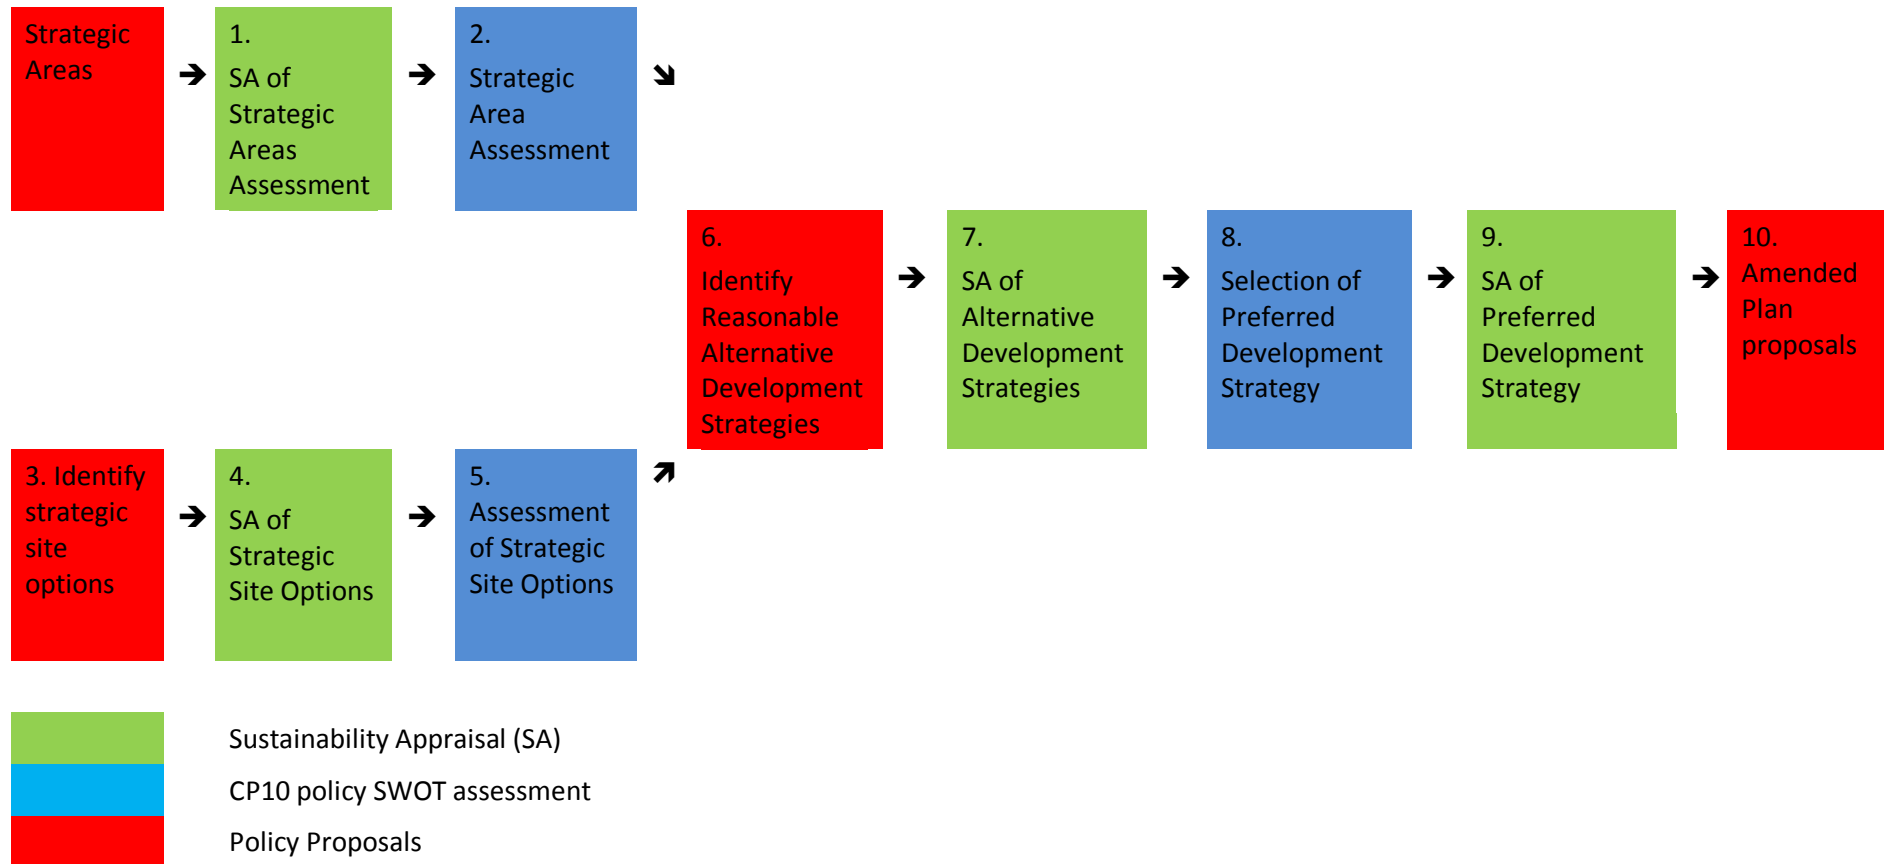 Strategic
Areas
1.
SA of
Strategic
Areas
Assessment
2.
Strategic
Area
Assessment
3. Identify
strategic
site
options
4.
SA of
Strategic
Site Options
5.
Assessment
of Strategic
Site Options
6.
Identify
Reasonable
Alternative
Development
Strategies
7.
SA of
Alternative
Development
Strategies
8.
Selection of
Preferred
Development
Strategy
9.
SA of
Preferred
Development
Strategy
10.
Amended
Plan
proposals
Sustainability Appraisal (SA)
CP10 policy SWOT assessment
Policy Proposals